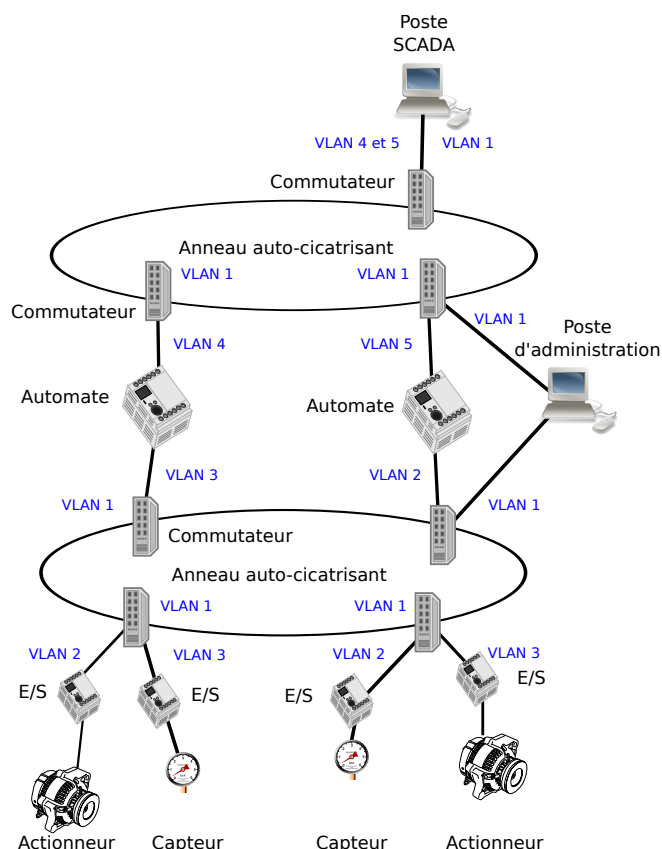 Poste
SCADA
VLAN 4 et 5
VLAN 1
Commutateur
Anneau auto-cicatrisant
VLAN 1
VLAN 1
Commutateur
VLAN 1
VLAN 4
VLAN 5
Poste
d'administration
Automate
Automate
VLAN 3
VLAN 2
VLAN 1
VLAN 1
Commutateur
Anneau auto-cicatrisant
VLAN 1
VLAN 1
VLAN 2
VLAN 3
VLAN 2
VLAN 3
E/S
E/S
E/S
E/S
Actionneur
Capteur
Capteur
Actionneur